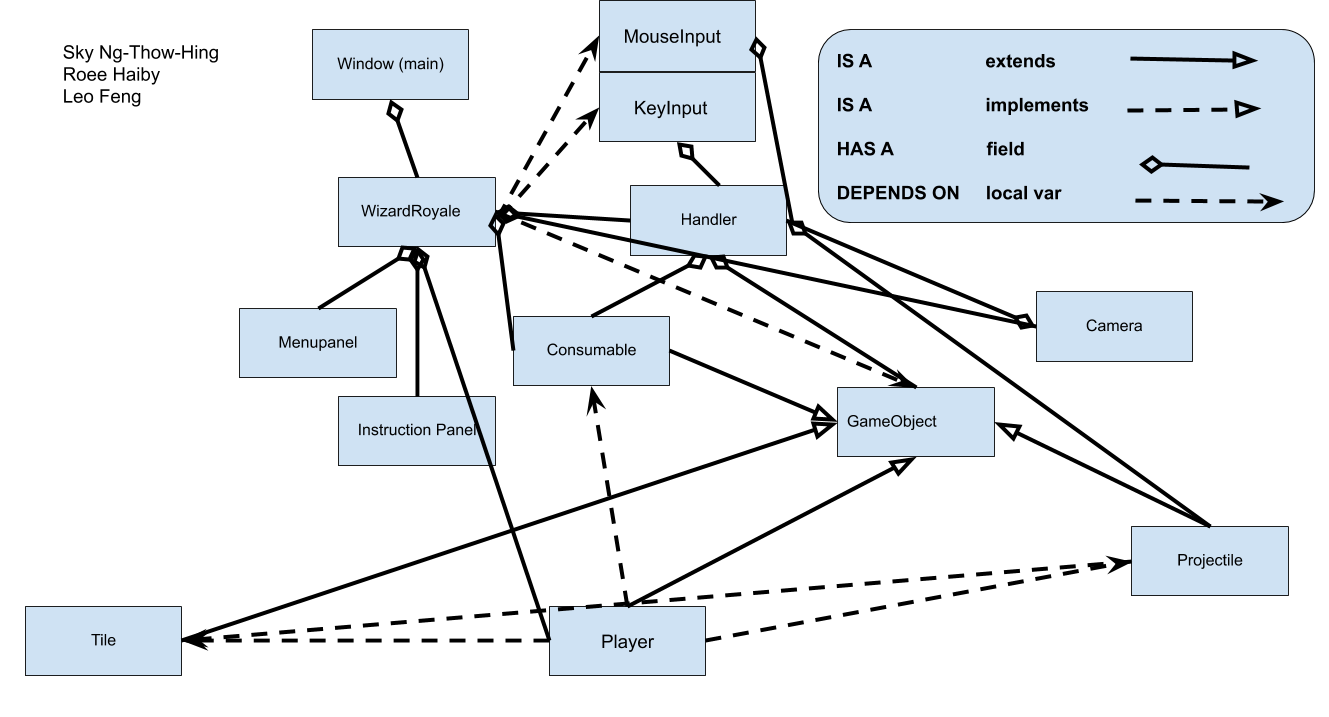 Sky Ng-Thow-Hing
Roee Haiby
Leo Feng
Window (main)
MouseInput
KeyInput
IS A extends
IS A implements
HAS A field
DEPENDS ON local var
WizardRoyale
Handler
Menupanel
Consumable
Camera
Instruction Panel
GameObject
Projectile
Tile
Player